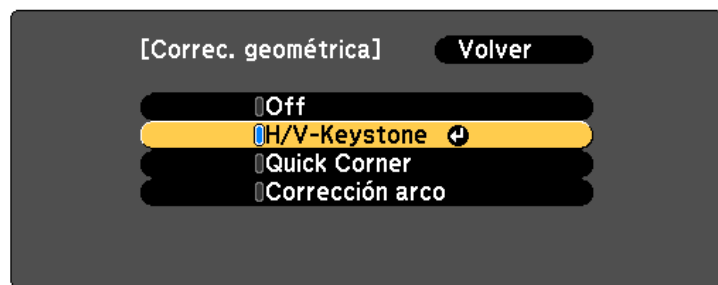 [Correc. geométrica] Volver
Off
H/V-Keystone
Quick Corner
Corrección arco